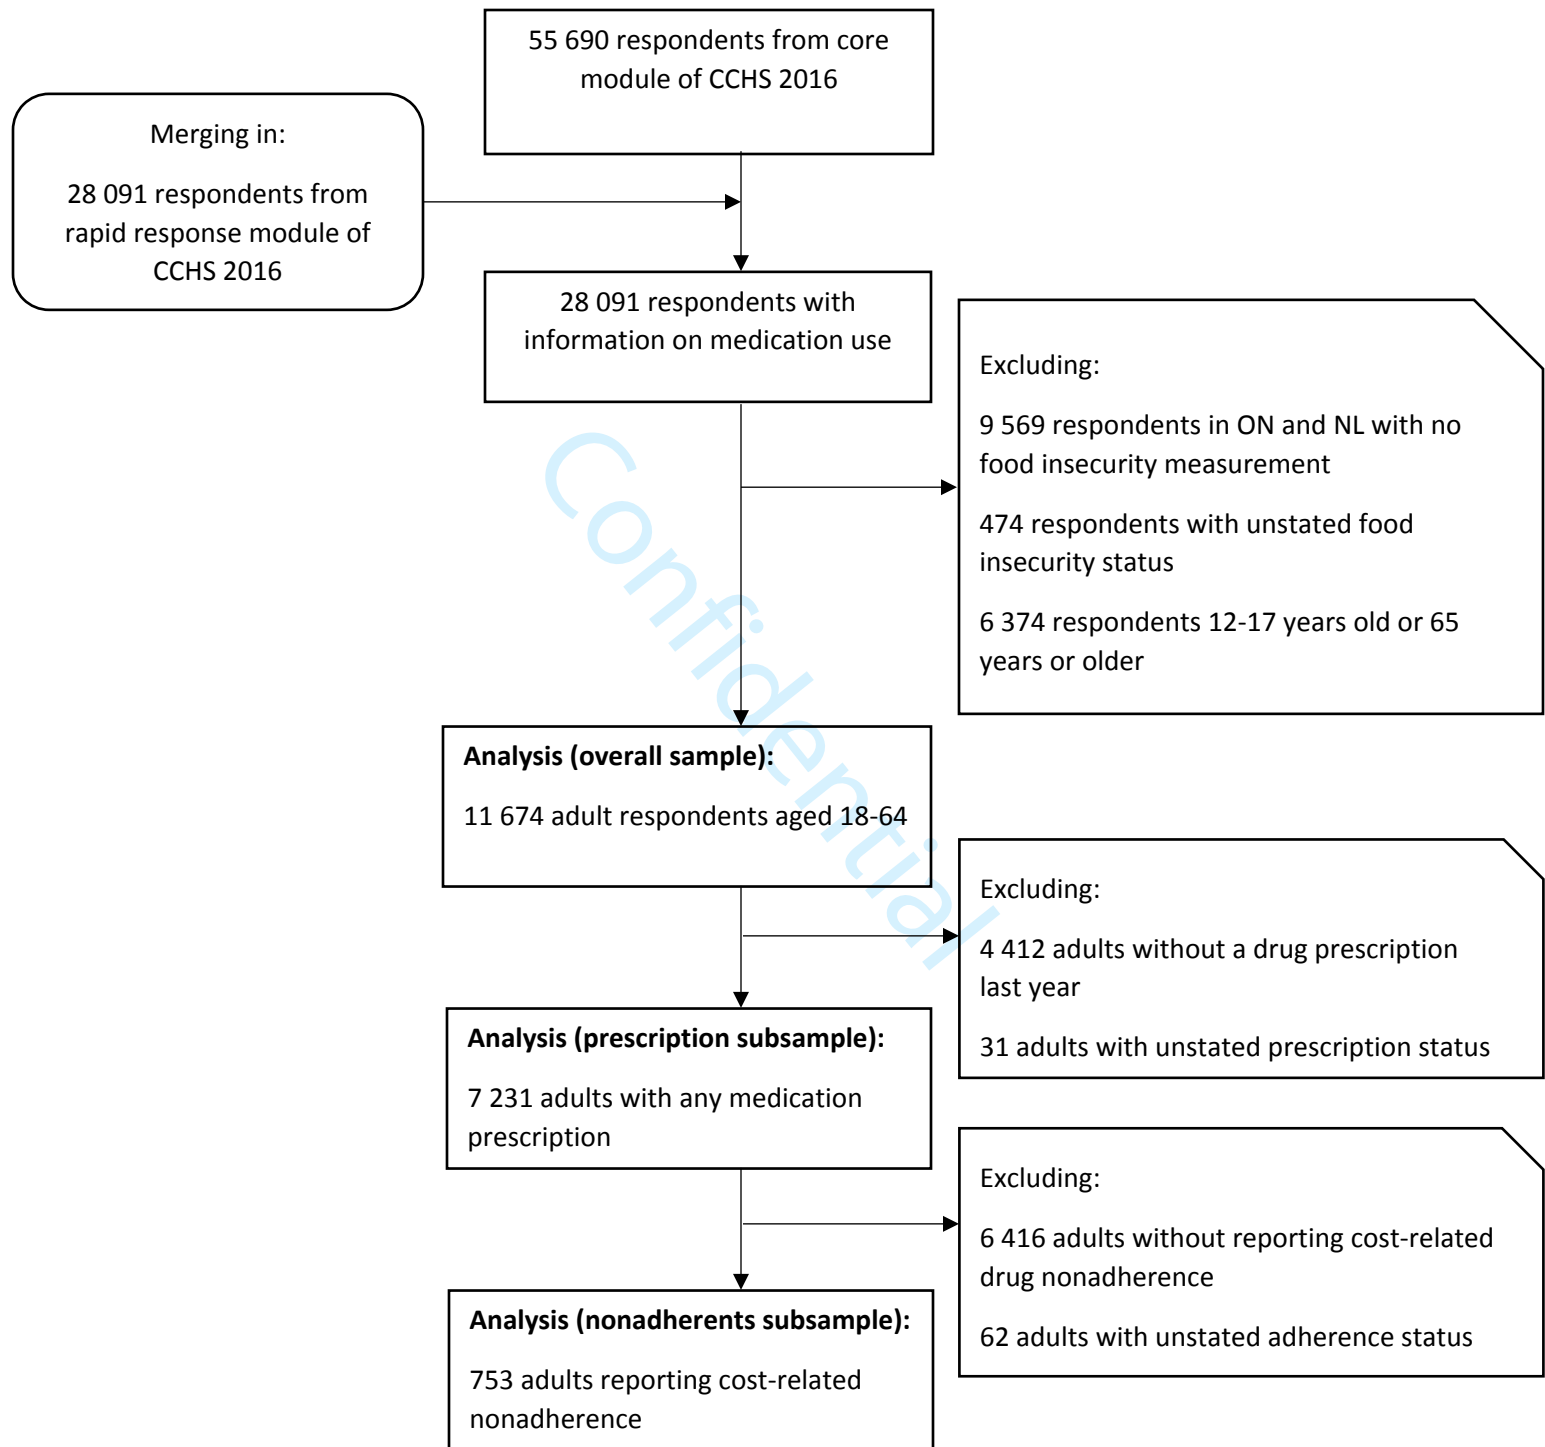 55 690 respondents from core
module of CCHS 2016
Merging in:
28 091 respondents from
rapid response module of
CCHS 2016
28 091 respondents with
information on medication use
Excluding:
9 569 respondents in ON and NL with no
food insecurity measurement
474 respondents with unstated food
insecurity status
6 374 respondents 12-17 years old or 65
years or older
Confidential
Analysis (overall sample):
11 674 adult respondents aged 18-64
Excluding:
4 412 adults without a drug prescription
last year
31 adults with unstated prescription status
Analysis (prescription subsample):
7 231 adults with any medication
prescription
Excluding:
6 416 adults without reporting cost-related
drug nonadherence
62 adults with unstated adherence status
Analysis (nonadherents subsample):
753 adults reporting cost-related
nonadherence